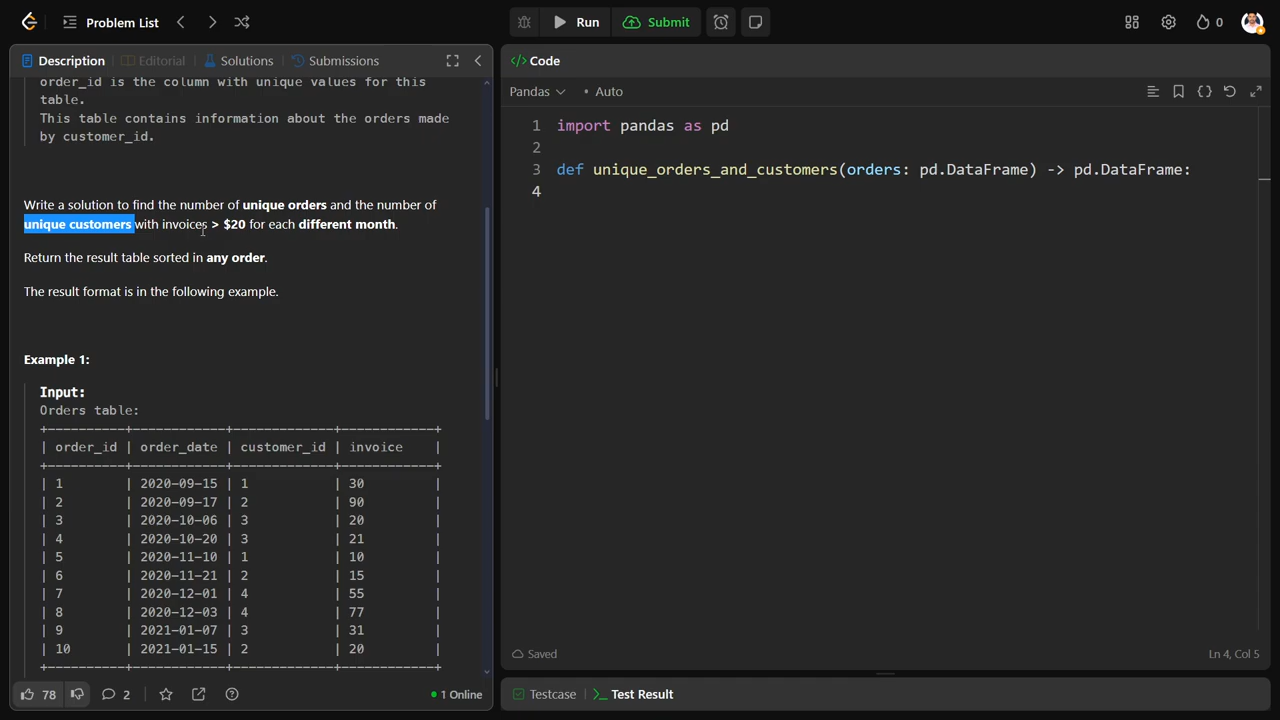 Problem List
Run
Submit
0
Description
Editorial
Solutions
Submissions
order_id is the column with unique values for this
table.
This table contains information about the orders made
by customer_id.
Write a solution to find the number of unique orders and the number of
unique customers with invoices > $20 for each different month.
Return the result table sorted in any order.
The result format is in the following example.
Example 1:
Input:
Orders table:
+----------+------------+-------------+------------+
| order_id | order_date | customer_id | invoice    |
+----------+------------+-------------+------------+
| 1        | 2020-09-15 | 1           | 30         |
| 2        | 2020-09-17 | 2           | 90         |
| 3        | 2020-10-06 | 3           | 20         |
| 4        | 2020-10-20 | 3           | 21         |
| 5        | 2020-11-10 | 1           | 10         |
| 6        | 2020-11-21 | 2           | 15         |
| 7        | 2020-12-01 | 4           | 55         |
| 8        | 2020-12-03 | 4           | 77         |
| 9        | 2021-01-07 | 3           | 31         |
| 10       | 2021-01-15 | 2           | 20         |
+----------+------------+-------------+------------+
78
2
1 Online
</> Code
Pandas
• Auto
1 import pandas as pd
2
3 def unique_orders_and_customers(orders: pd.DataFrame) -> pd.DataFrame:
4
Saved
Ln 4, Col 5
Testcase
Test Result